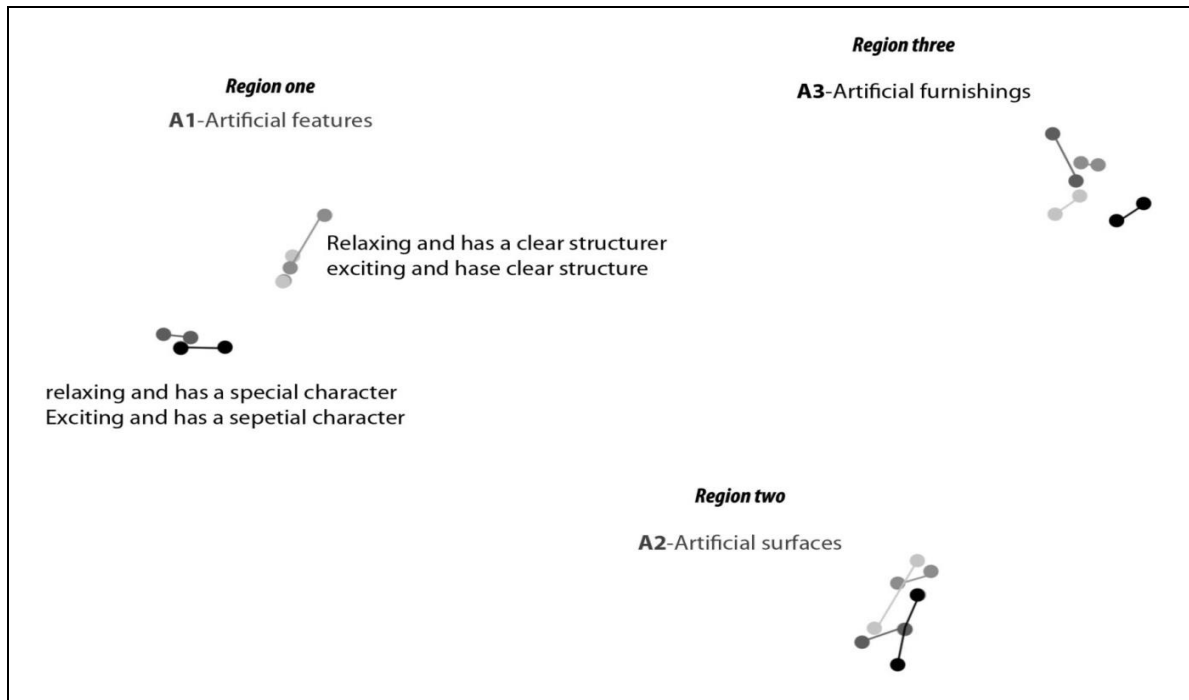 Region three
A3-Artificial furnishings
Region one
A1-Artificial features
Relaxing and has a clear structurer
exciting and hase clear structure
relaxing and has a special character
Exciting and has a sepetial character
Region two
A2-Artificial surfaces